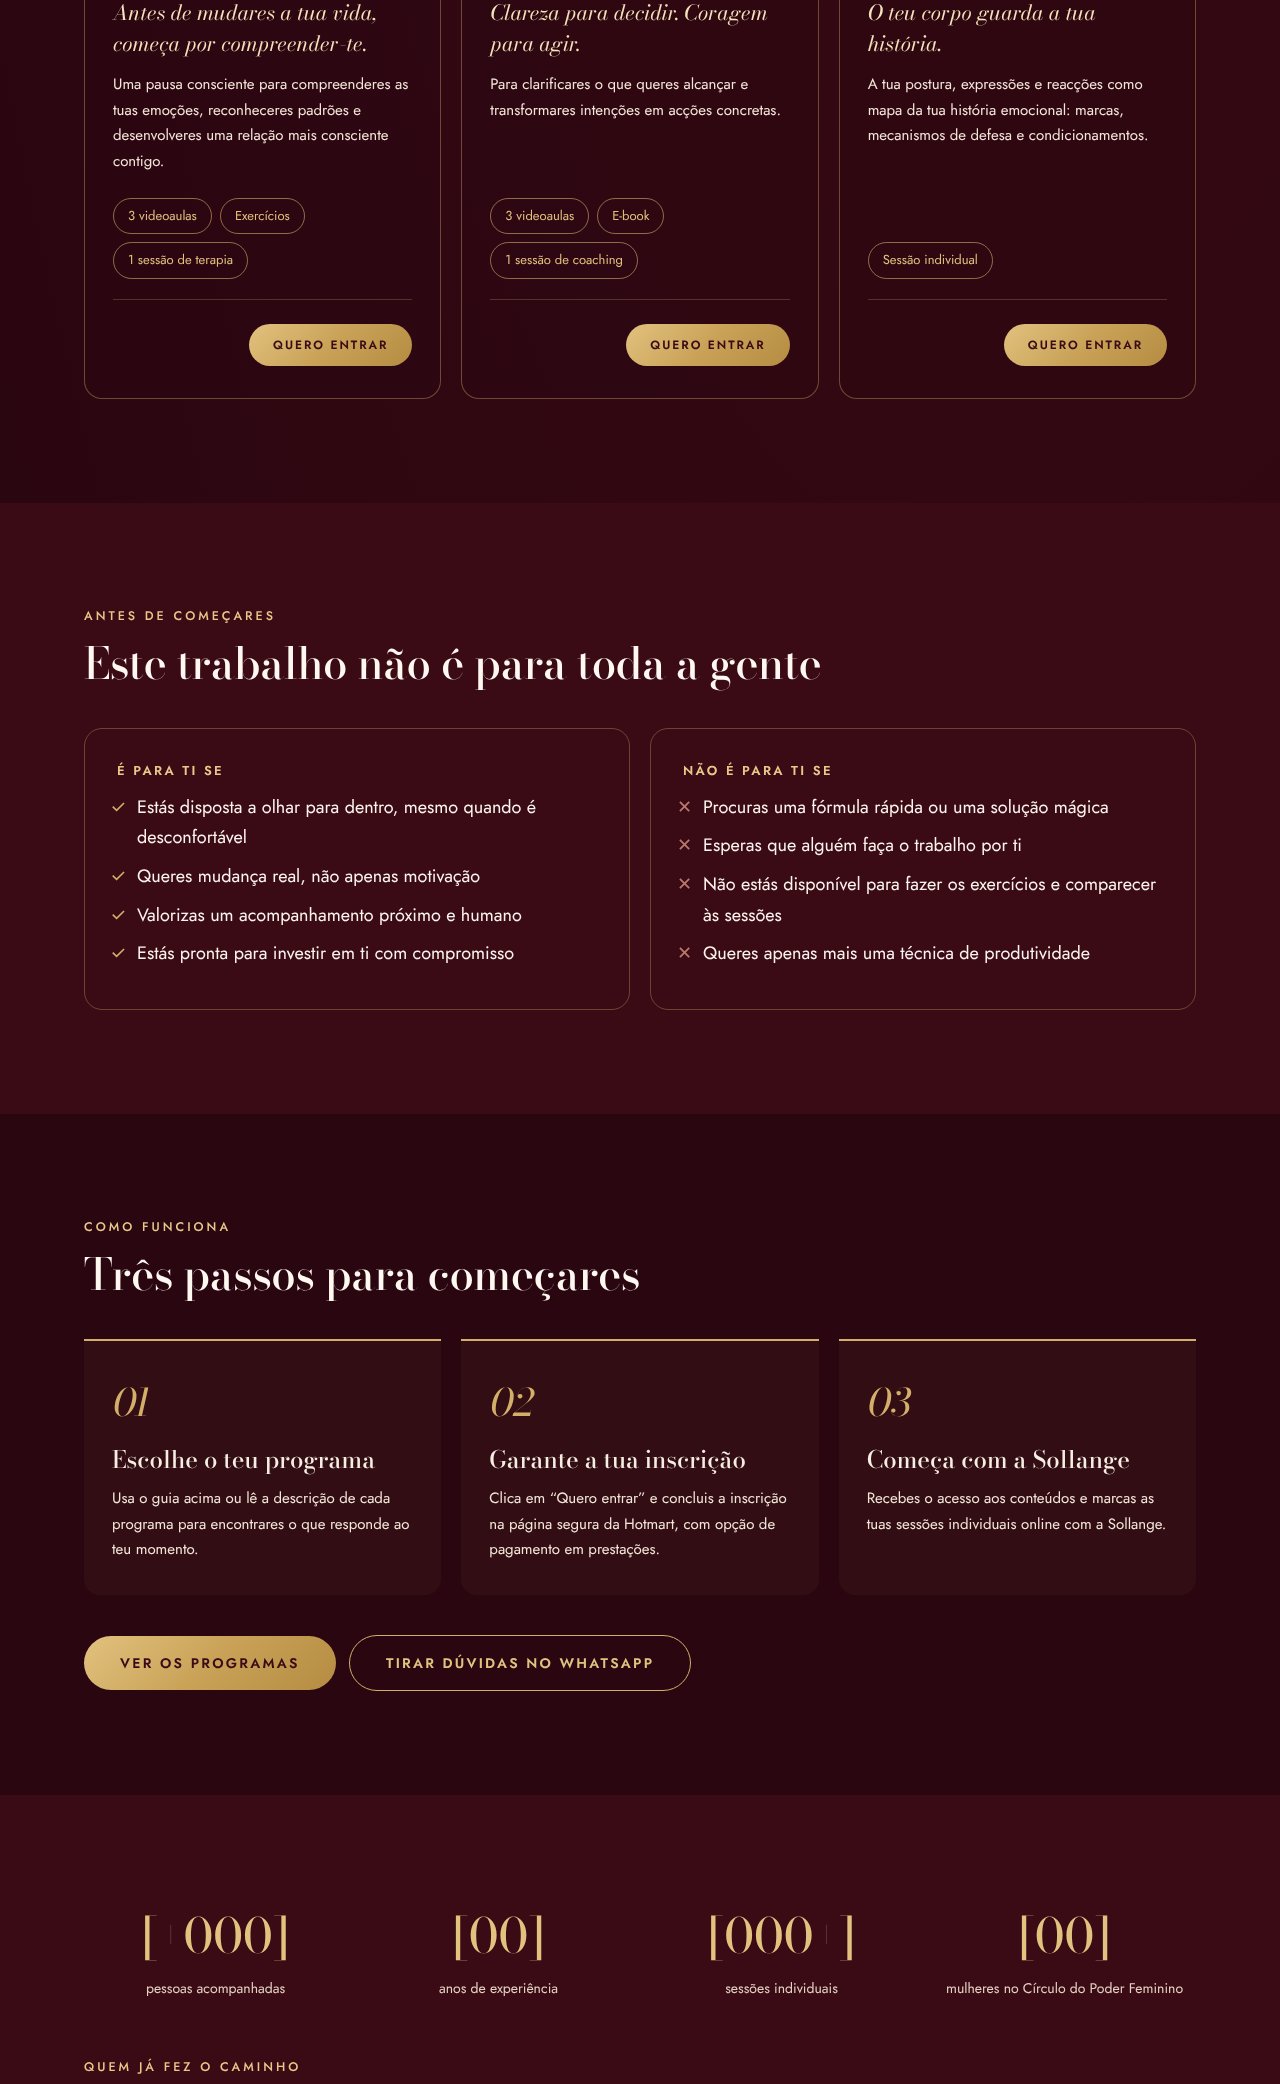 Antes de mudares a tua vida,
começa por compreender-te.
Uma pausa consciente para compreenderes as
tuas emoções, reconheceres padrões e
desenvolveres uma relação mais consciente
contigo.
3 videoaulas
Exercícios
1 sessão de terapia
QUERO ENTRAR
Clareza para decidir. Coragem
para agir.
Para clarificares o que queres alcançar e
transformares intenções em acções concretas.
3 videoaulas
E-book
1 sessão de coaching
QUERO ENTRAR
O teu corpo guarda a tua
história.
A tua postura, expressões e reacções como
mapa da tua história emocional: marcas,
mecanismos de defesa e condicionamentos.
Sessão individual
QUERO ENTRAR
ANTES DE COMEÇARES
Este trabalho não é para toda a gente
É PARA TI SE
✓ Estás disposta a olhar para dentro, mesmo quando é
desconfortável
✓ Queres mudança real, não apenas motivação
✓ Valorizas um acompanhamento próximo e humano
✓ Estás pronta para investir em ti com compromisso
NÃO É PARA TI SE
✕ Procuras uma fórmula rápida ou uma solução mágica
✕ Esperas que alguém faça o trabalho por ti
✕ Não estás disponível para fazer os exercícios e comparecer
às sessões
✕ Queres apenas mais uma técnica de produtividade
COMO FUNCIONA
Três passos para começares
01
Escolhe o teu programa
Usa o guia acima ou lê a descrição de cada
programa para encontrares o que responde ao
teu momento.
02
Garante a tua inscrição
Clica em “Quero entrar” e concluis a inscrição
na página segura da Hotmart, com opção de
pagamento em prestações.
03
Começa com a Sollange
Recebes o acesso aos conteúdos e marcas as
tuas sessões individuais online com a Sollange.
VER OS PROGRAMAS
TIRAR DÚVIDAS NO WHATSAPP
[+000]
pessoas acompanhadas
[00]
anos de experiência
[000+]
sessões individuais
[00]
mulheres no Círculo do Poder Feminino
QUEM JÁ FEZ O CAMINHO